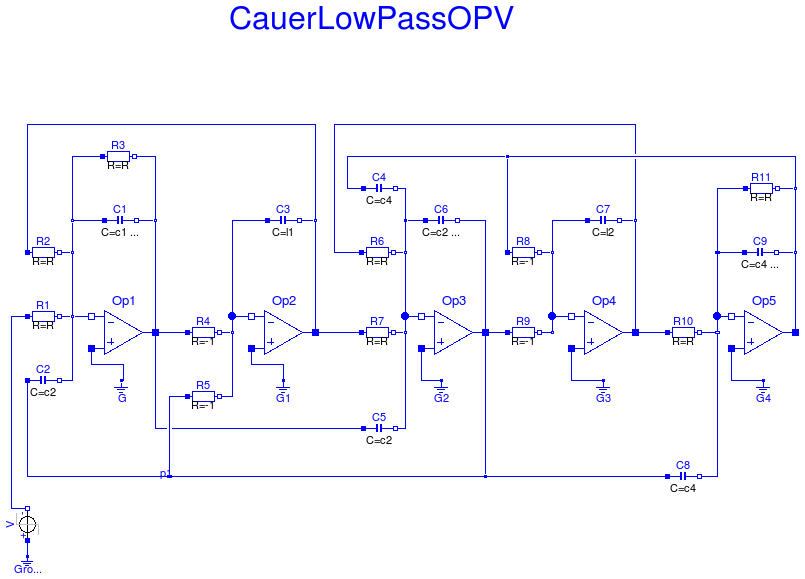 CauerLowPassOPV
R3
R=R
C4
C=c4
R11
R=R
C1
C=c1 ...
C3
C=l1
C6
C=c2 ...
C7
C=l2
R2
R=R
R6
R=R
R8
R=-1
C9
C=c4 ...
R1
R=R
Op1
Op2
Op3
Op4
Op5
R4
R=-1
R7
R=R
R9
R=-1
R10
R=R
C2
C=c2
G
R5
R=-1
G1
G2
G3
G4
C5
C=c2
p1
C8
C=c4
V
Gro...